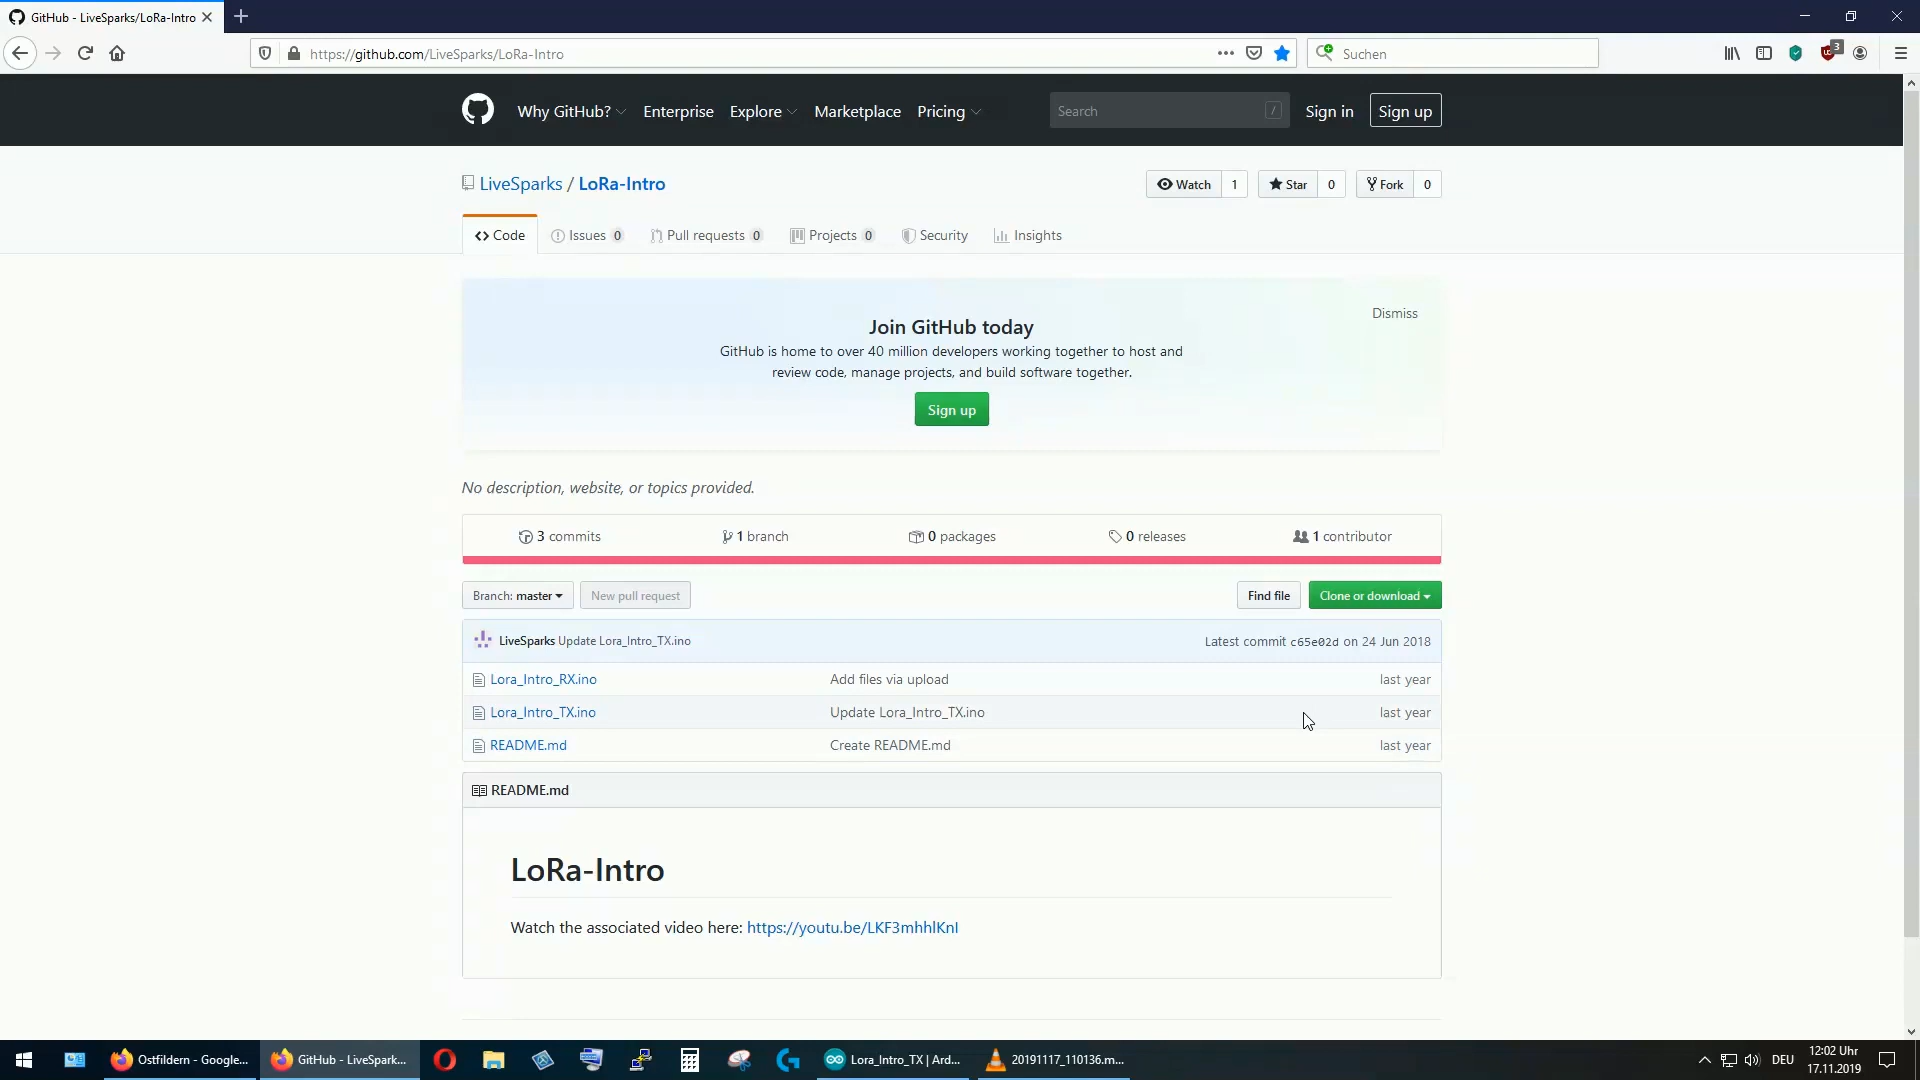 GitHub - LiveSparks/LoRa-Intro
https://github.com/LiveSparks/LoRa-Intro
Suchen
3
Why GitHub?
Enterprise
Explore
Marketplace
Pricing
Search
/
Sign in
Sign up
LiveSparks / LoRa-Intro
Watch 1
Star 0
Fork 0
Code
Issues 0
Pull requests 0
Projects 0
Security
Insights
Dismiss
Join GitHub today
GitHub is home to over 40 million developers working together to host and
review code, manage projects, and build software together.
Sign up
No description, website, or topics provided.
3 commits
1 branch
0 packages
0 releases
1 contributor
Branch: master
New pull request
Find file
Clone or download
LiveSparks Update Lora_Intro_TX.ino
Latest commit c65e02d on 24 Jun 2018
Lora_Intro_RX.ino Add files via upload last year
Lora_Intro_TX.ino Update Lora_Intro_TX.ino last year
README.md Create README.md last year
README.md
LoRa-Intro
Watch the associated video here: https://youtu.be/LKF3mhhlKnI
Ostfildern - Google...
GitHub - LiveSpark...
Lora_Intro_TX | Ard...
20191117_110136.m...
DEU
12:02 Uhr
17.11.2019